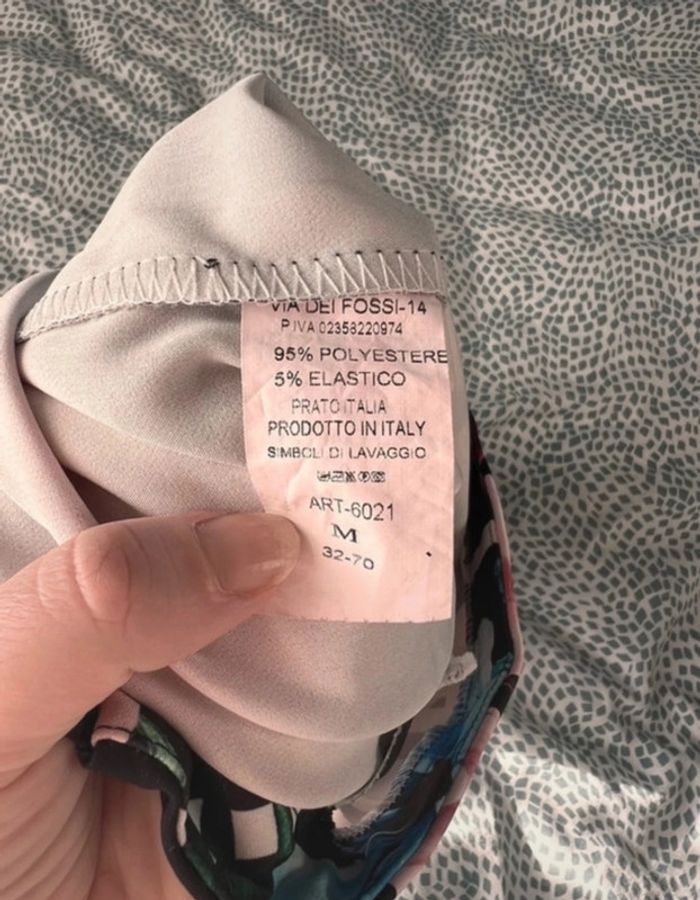 VIA DEI FOSSI-14
P.IVA 02358220974
95% POLYESTERE
5% ELASTICO
PRATO ITALIA
PRODOTTO IN ITALY
SIMBOLI DI LAVAGGIO
ART-6021
M
32-70